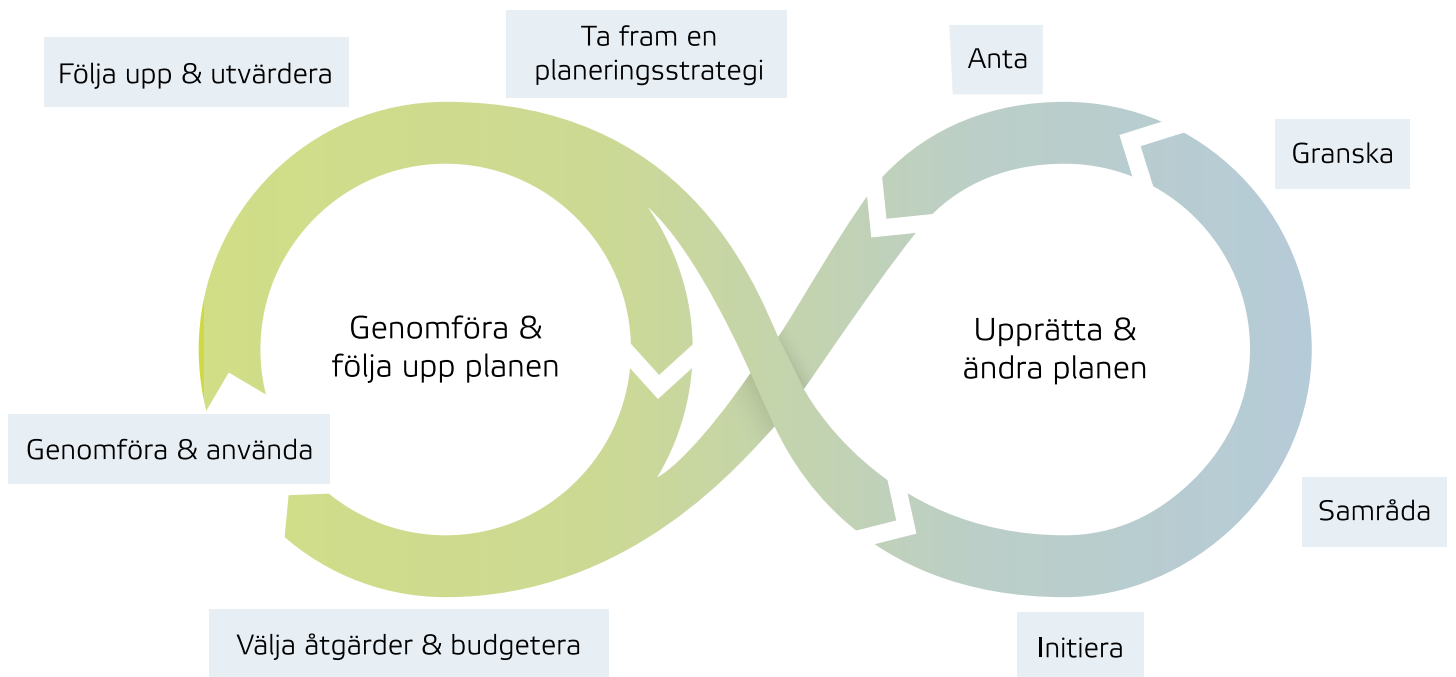 Följa upp & utvärdera
Ta fram en
planeringsstrategi
Anta
Granska
Genomföra &
följa upp planen
Upprätta &
ändra planen
Genomföra & använda
Samråda
Välja åtgärder & budgetera
Initiera